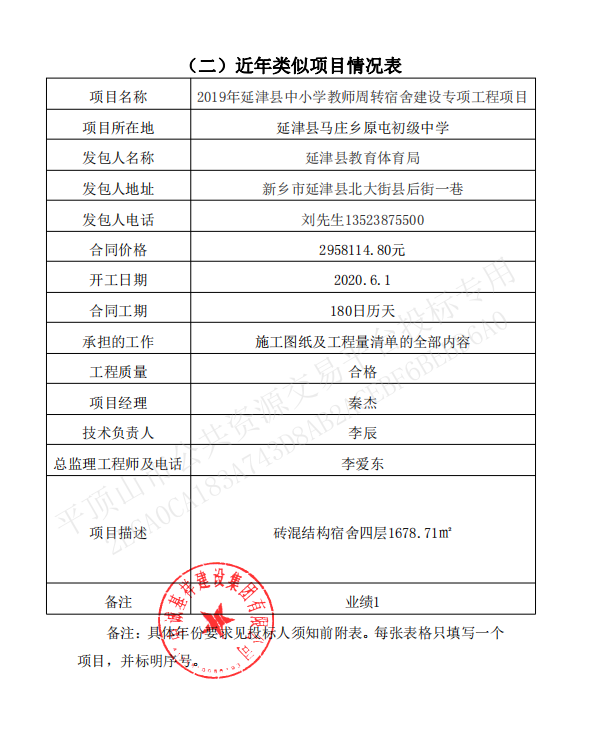 （二）近年类似项目情况表
项目名称 2019年延津县中小学教师周转宿舍建设专项工程项目
项目所在地 延津县马庄乡原屯初级中学
发包人名称 延津县教育体育局
发包人地址 新乡市延津县北大街县后街一巷
发包人电话 刘先生13523875500
合同价格 2958114.80元
开工日期 2020.6.1
合同工期 180日历天
承担的工作 施工图纸及工程量清单的全部内容
工程质量 合格
项目经理 秦杰
技术负责人 李辰
总监理工程师及电话 李爱东
项目描述 砖混结构宿舍四层1678.71㎡
备注 业绩1
备注：具体年份要求见投标人须知前附表。每张表格只填写一个
项目，并标明序号。
建设集团有限公司